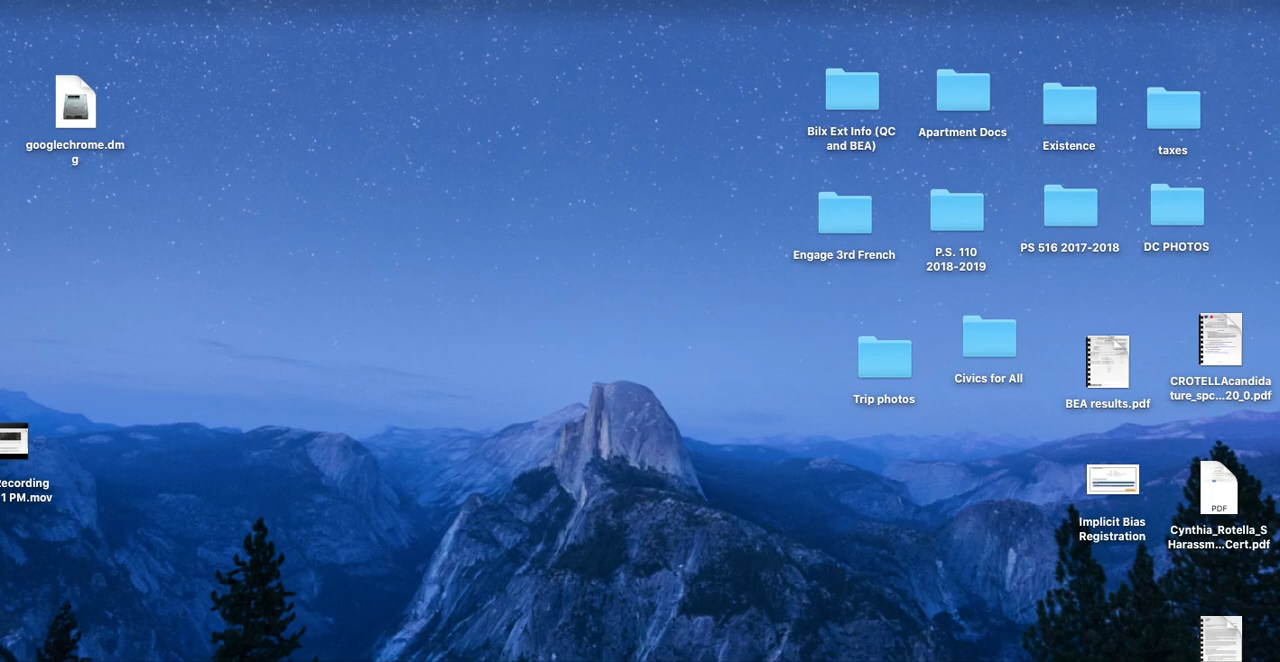 googlechrome.dm
g
Bilx Ext Info (QC
and BEA)
Apartment Docs
Existence
taxes
Engage 3rd French
P.S. 110
2018-2019
PS 516 2017-2018
DC PHOTOS
Trip photos
Civics for All
BEA results.pdf
CROTELLAcandida
ture_spc...20_0.pdf
Recording
1 PM.mov
Implicit Bias
Registration
PDF
Cynthia_Rotella_S
Harassm...Cert.pdf